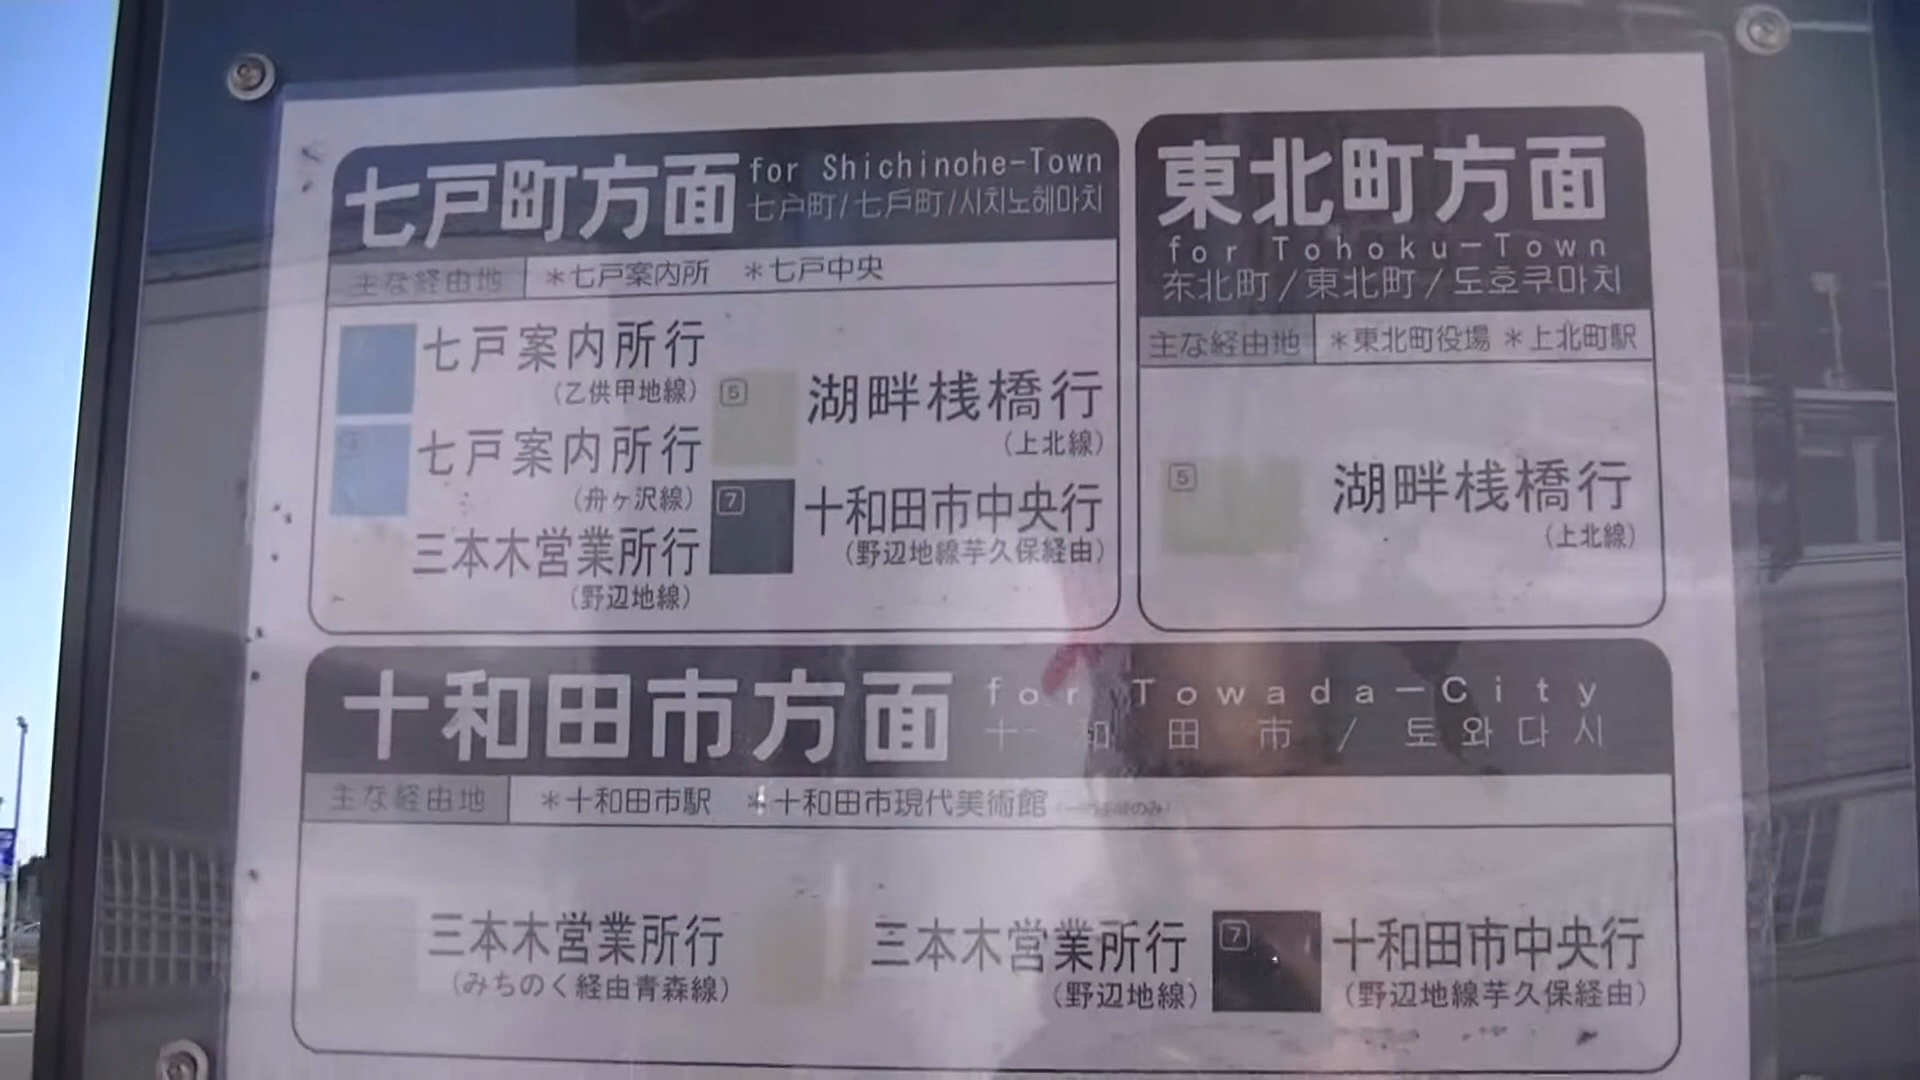 七戸町方面 for Shichinohe-Town
七户町/七戶町/시치노헤마치
主な経由地 *七戸案内所 *七戸中央
七戸案内所行
(乙供甲地線)
七戸案内所行
(舟ヶ沢線)
三本木営業所行
(野辺地線)
5 湖畔桟橋行
(上北線)
7 十和田市中央行
(野辺地線芋久保経由)
東北町方面
for Tohoku-Town
东北町/東北町/도호쿠마치
主な経由地 *東北町役場 *上北町駅
5 湖畔桟橋行
(上北線)
十和田市方面 for Towada-City
十和田市/토와다시
主な経由地 *十和田市駅 *十和田市現代美術館
三本木営業所行
(みちのく経由青森線)
三本木営業所行
(野辺地線)
7 十和田市中央行
(野辺地線芋久保経由)